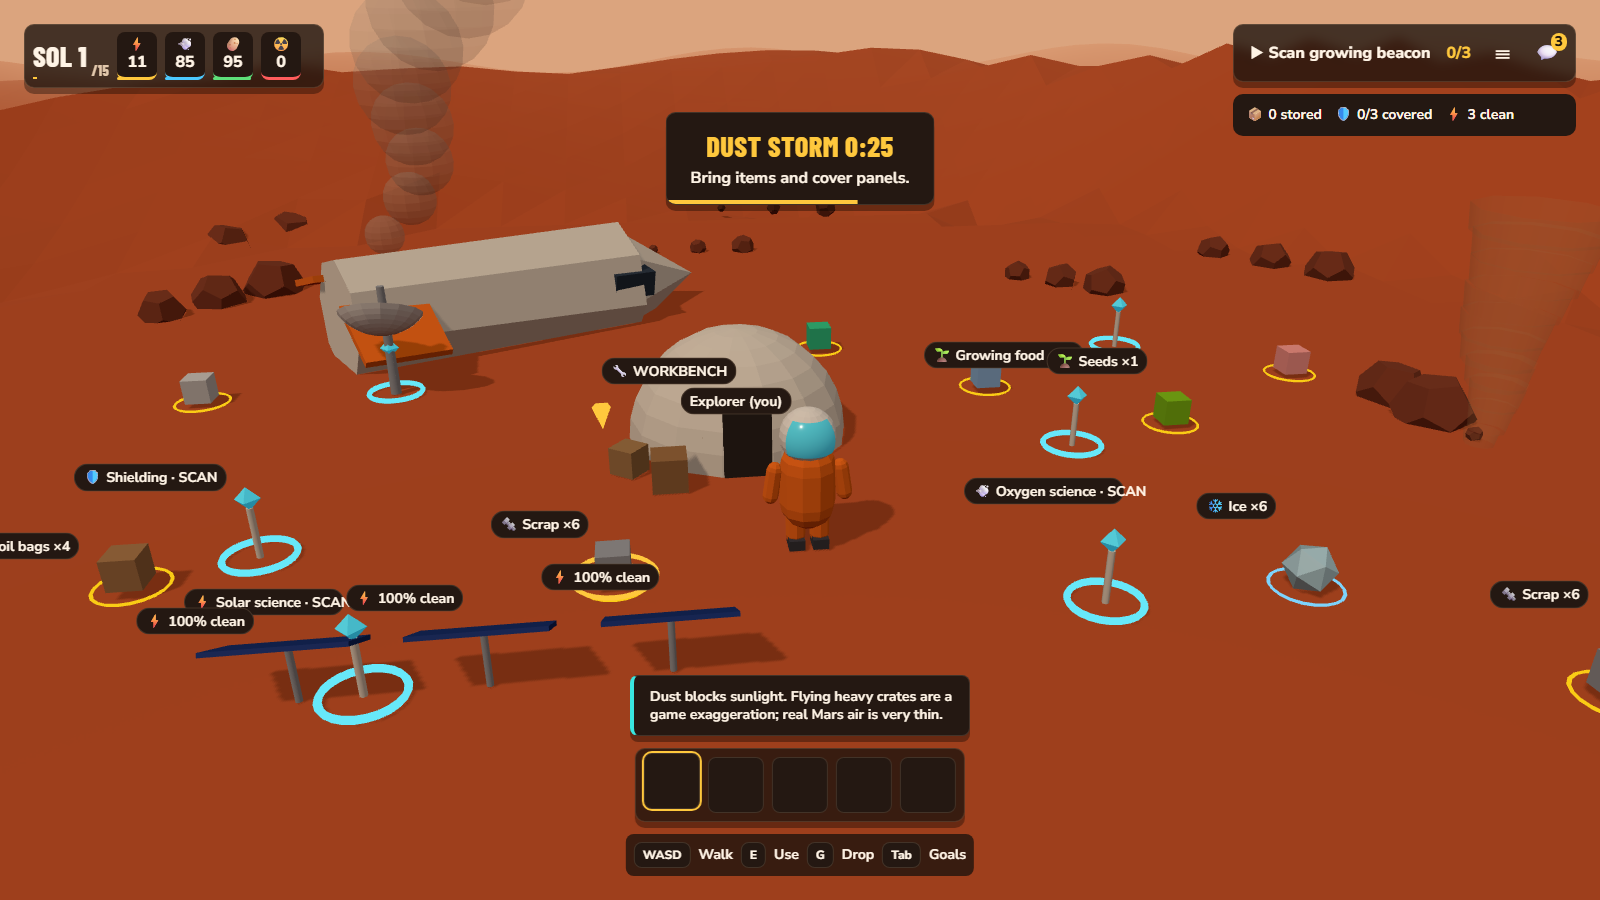 SOL 1 /15
11
85
95
0
Scan growing beacon 0/3
3
0 stored 0/3 covered 3 clean
DUST STORM 0:25
Bring items and cover panels.
WORKBENCH
Explorer (you)
Growing food
Seeds ×1
Shielding · SCAN
Oxygen science · SCAN
Ice ×6
Scrap ×6
oil bags ×4
100% clean
Solar science · SCAN
100% clean
100% clean
Scrap ×6
Dust blocks sunlight. Flying heavy crates are a
game exaggeration; real Mars air is very thin.
WASD Walk E Use G Drop Tab Goals